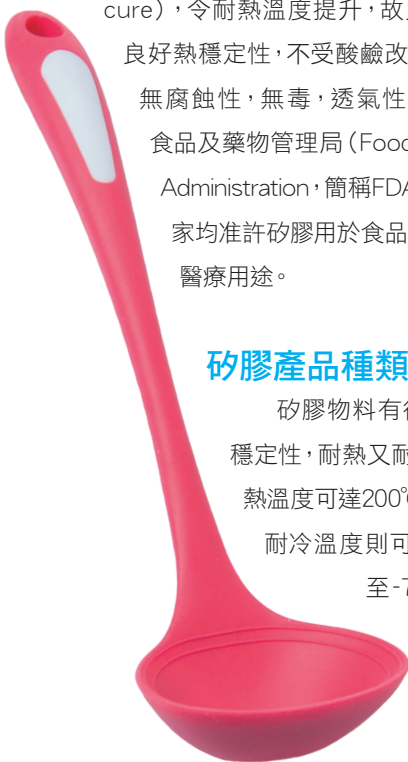 cure），令耐熱溫度提升，故
良好熱穩定性，不受酸鹼改
無腐蝕性，無毒，透氣性
食品及藥物管理局（Food
Administration，簡稱FDA
家均准許矽膠用於食品
醫療用途。
矽膠產品種類
矽膠物料有
穩定性，耐熱又耐
熱溫度可達200℃
耐冷溫度則可
至-7